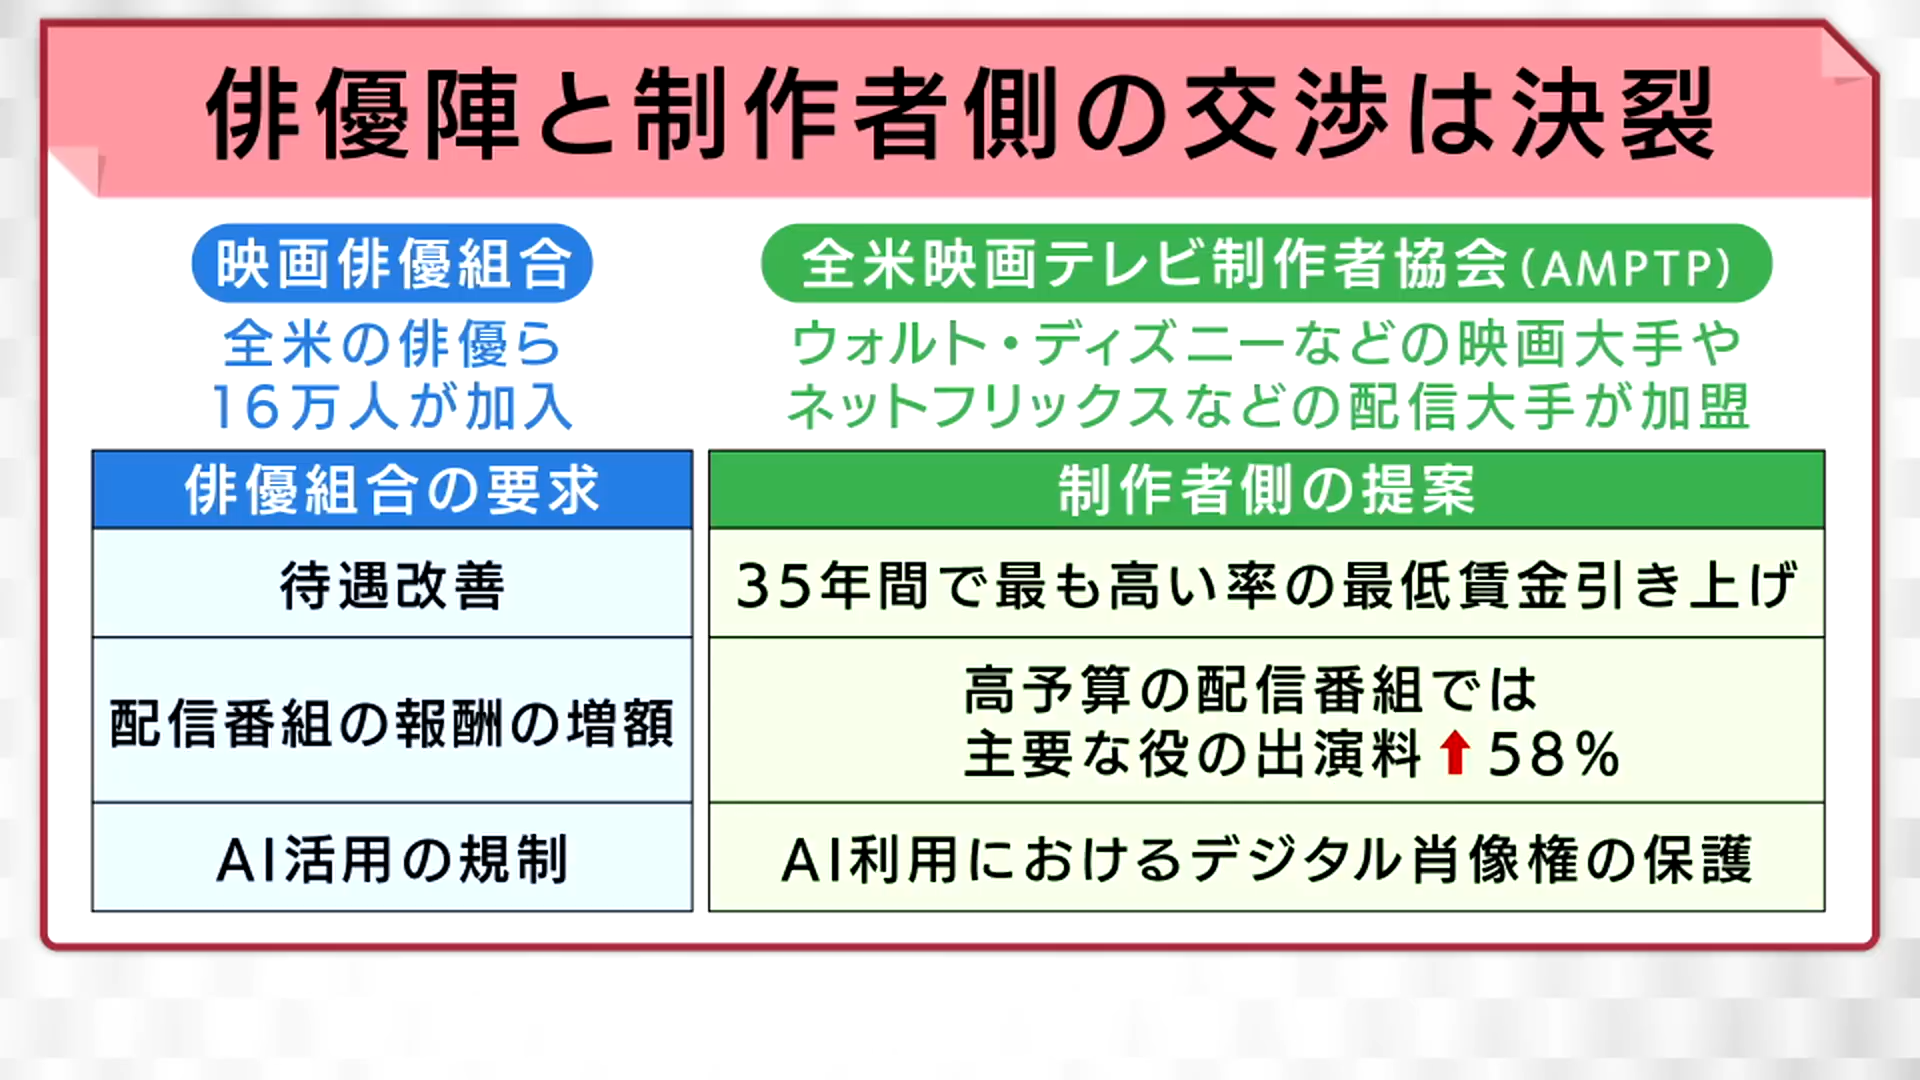 俳優陣と制作者側の交渉は決裂
映画俳優組合
全米の俳優ら
16万人が加入
全米映画テレビ制作者協会(AMPTP)
ウォルト・ディズニーなどの映画大手や
ネットフリックスなどの配信大手が加盟
俳優組合の要求
制作者側の提案
待遇改善
35年間で最も高い率の最低賃金引き上げ
配信番組の報酬の増額
高予算の配信番組では
主要な役の出演料⬆58%
AI活用の規制
AI利用におけるデジタル肖像権の保護